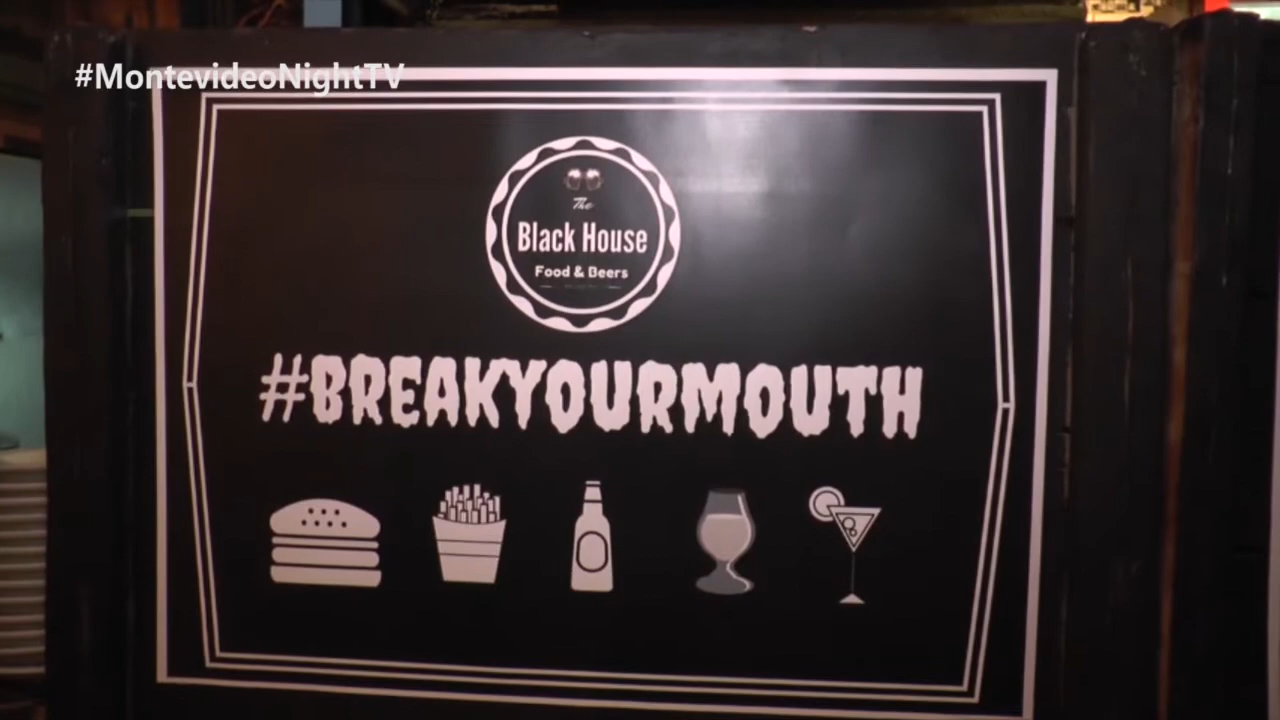 #MontevideoNightTV
The
Black House
Food & Beers
#BREAKYOURMOUTH